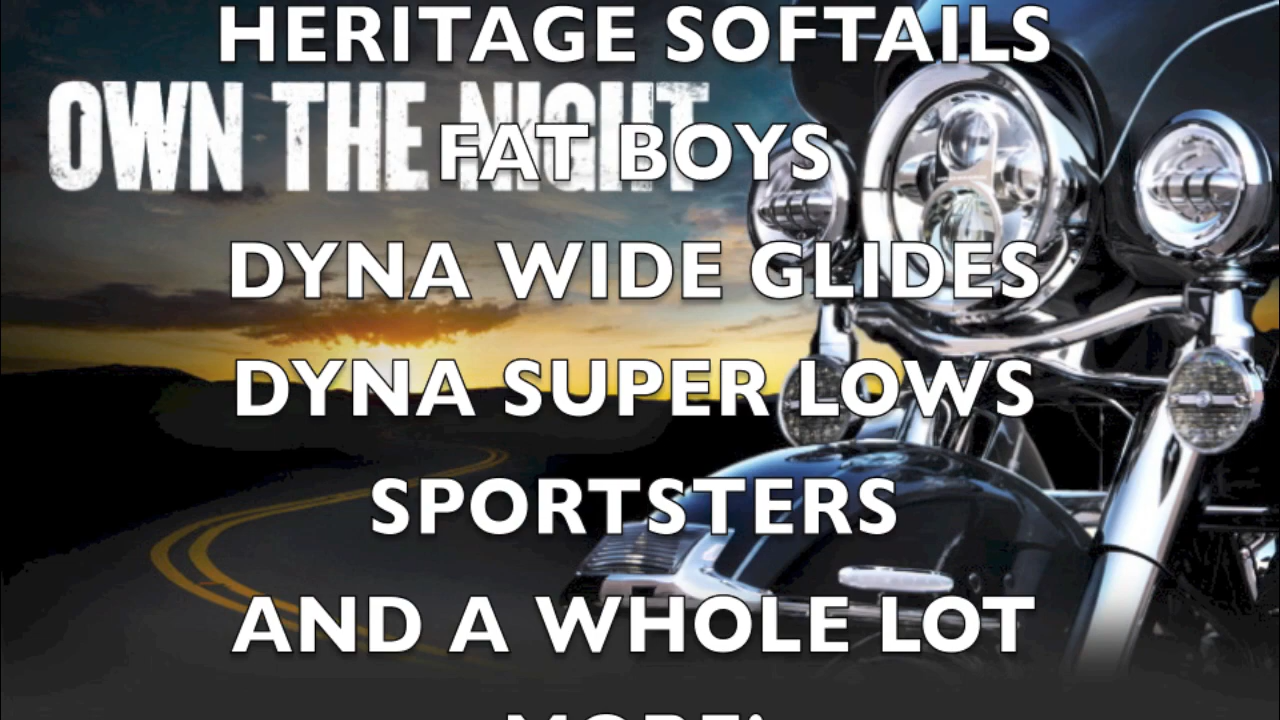 HERITAGE SOFTAILS
OWN THE NIGHT
FAT BOYS
DYNA WIDE GLIDES
DYNA SUPER LOWS
SPORTSTERS
AND A WHOLE LOT